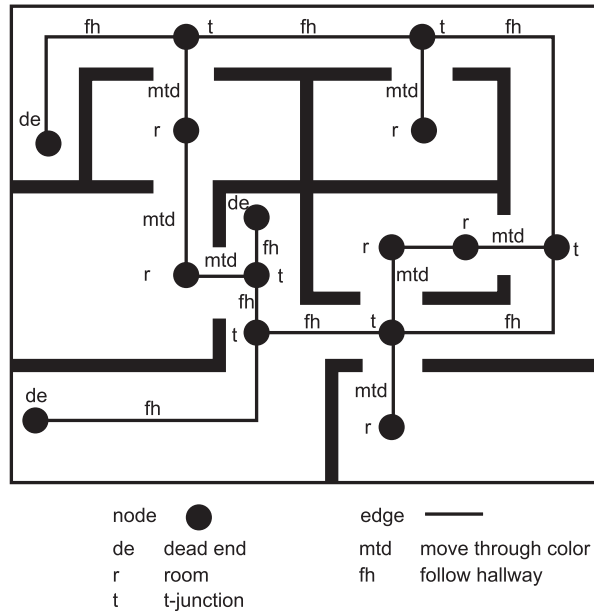 fh t fh t fh
mtd mtd
de r r
mtd de r
fh r mtd
r mtd t mtd t
fh
t fh t fh
de mtd
fh r
node edge
de dead end mtd move through color
r room fh follow hallway
t t-junction